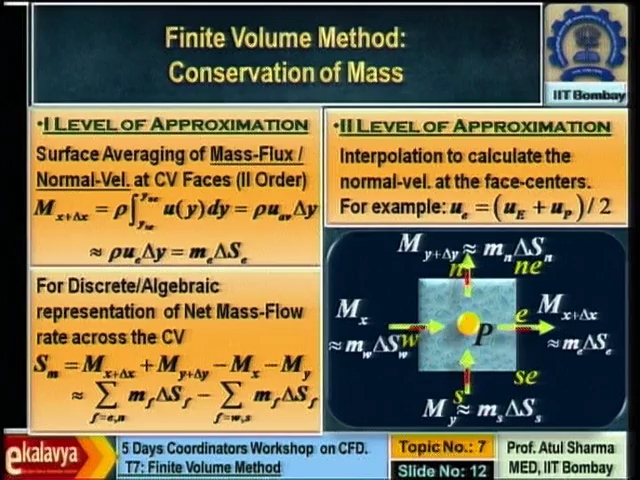 Finite Volume Method:
Conservation of Mass
IIT Bombay
•I LEVEL OF APPROXIMATION
Surface Averaging of Mass-Flux /
Normal-Vel. at CV Faces (II Order)
M_{x+Δx} = ρ∫_{y_{se}}^{y_{ne}} u(y)dy = ρu_{av}Δy
≈ ρu_eΔy = m_eΔS_e
For Discrete/Algebraic
representation of Net Mass-Flow
rate across the CV
S_m = M_{x+Δx} + M_{y+Δy} − M_x − M_y
≈ ∑_{f=e,n} m_fΔS_f − ∑_{f=w,s} m_fΔS_f
•II LEVEL OF APPROXIMATION
Interpolation to calculate the
normal-vel. at the face-centers.
For example: u_e = (u_E + u_P)/2
M_{y+Δy} ≈ m_nΔS_n
n ne
M_x
≈ m_wΔS_w
w
P
e
M_{x+Δx}
≈ m_eΔS_e
s se
M_y ≈ m_sΔS_s
ekalavya
5 Days Coordinators Workshop on CFD.
T7: Finite Volume Method
Topic No.: 7
Slide No: 12
Prof. Atul Sharma
MED, IIT Bombay